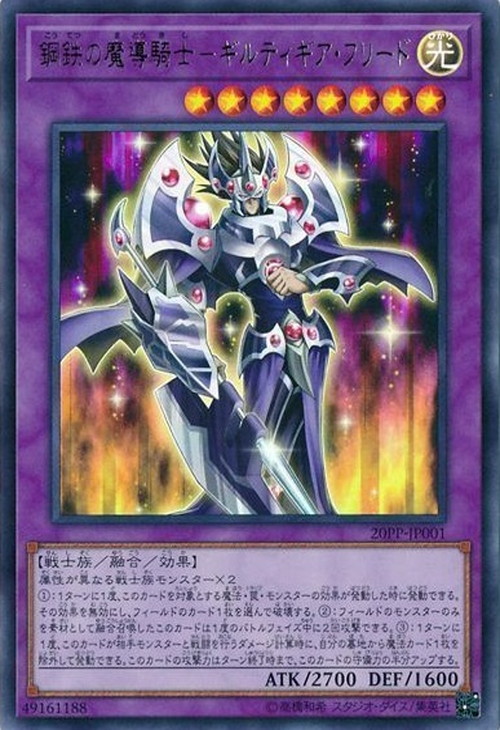 鋼鉄の魔導騎士－ギルティギア・フリード
光
20PP-JP001
【戦士族／融合／効果】
属性が異なる戦士族モンスター×２
①：１ターンに１度、このカードを対象とする魔法・罠・モンスターの効果が発動した時に発動できる。
その効果を無効にし、フィールドのカード１枚を選んで破壊する。②：フィールドのモンスターのみ
を素材として融合召喚したこのカードは１度のバトルフェイズ中に２回攻撃できる。③：１ターンに
１度、このカードが相手モンスターと戦闘を行うダメージ計算時に、自分の墓地から魔法カード１枚を
除外して発動できる。このカードの攻撃力はターン終了時まで、このカードの守備力の半分アップする。
ATK/2700 DEF/1600
49161188
©高橋和希 スタジオ・ダイス/集英社